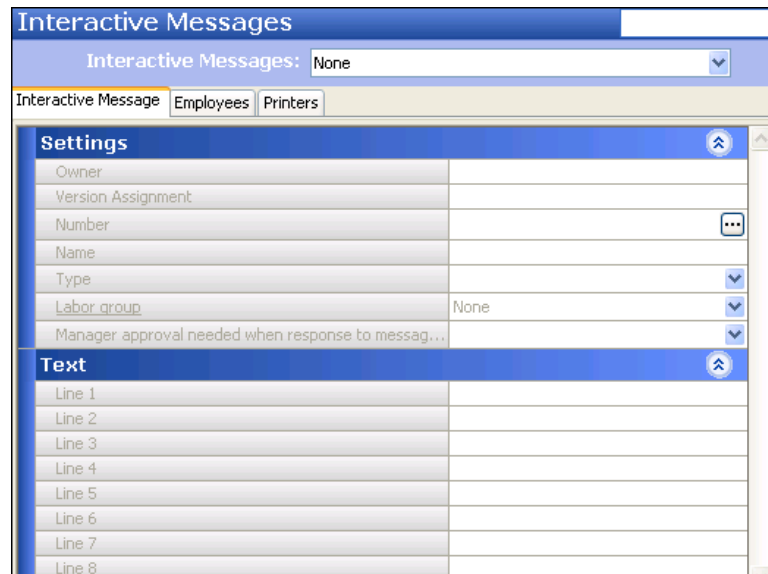 Interactive Messages
Interactive Messages: None
Interactive Message Employees Printers
Settings
Owner
Version Assignment
Number
Name
Type
Labor group None
Manager approval needed when response to messag...
Text
Line 1
Line 2
Line 3
Line 4
Line 5
Line 6
Line 7
Line 8